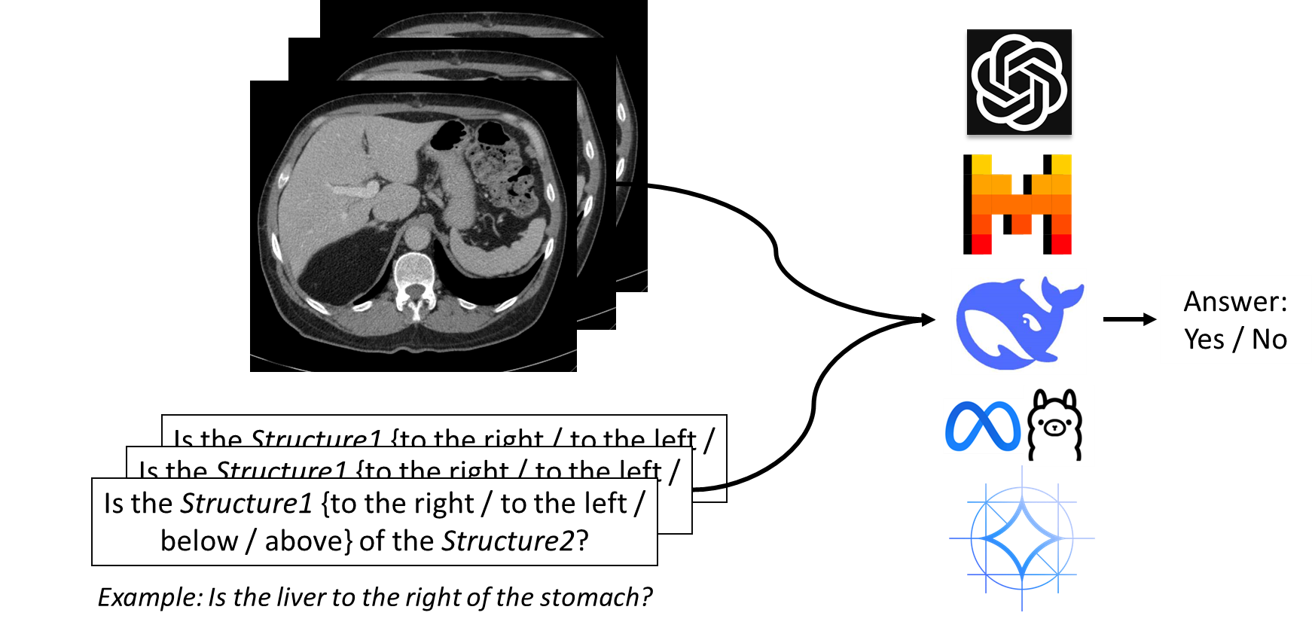 Is the Structure1 {to the right / to the left /
Is the Structure1 {to the right / to the left /
Is the Structure1 {to the right / to the left /
below / above} of the Structure2?
Example: Is the liver to the right of the stomach?
Answer:
Yes / No